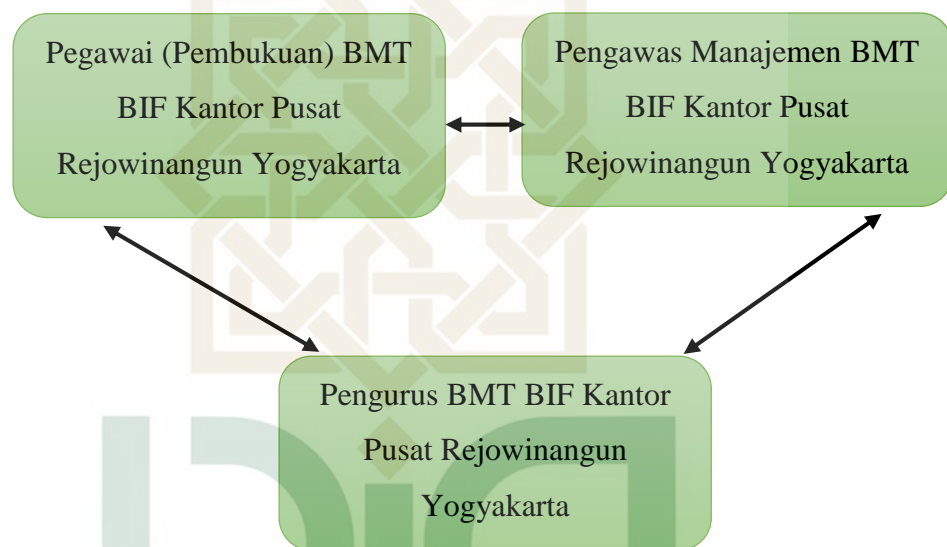 Pegawai (Pembukuan) BMT
BIF Kantor Pusat
Rejowinangun Yogyakarta
Pengawas Manajemen BMT
BIF Kantor Pusat
Rejowinangun Yogyakarta
Pengurus BMT BIF Kantor
Pusat Rejowinangun
Yogyakarta